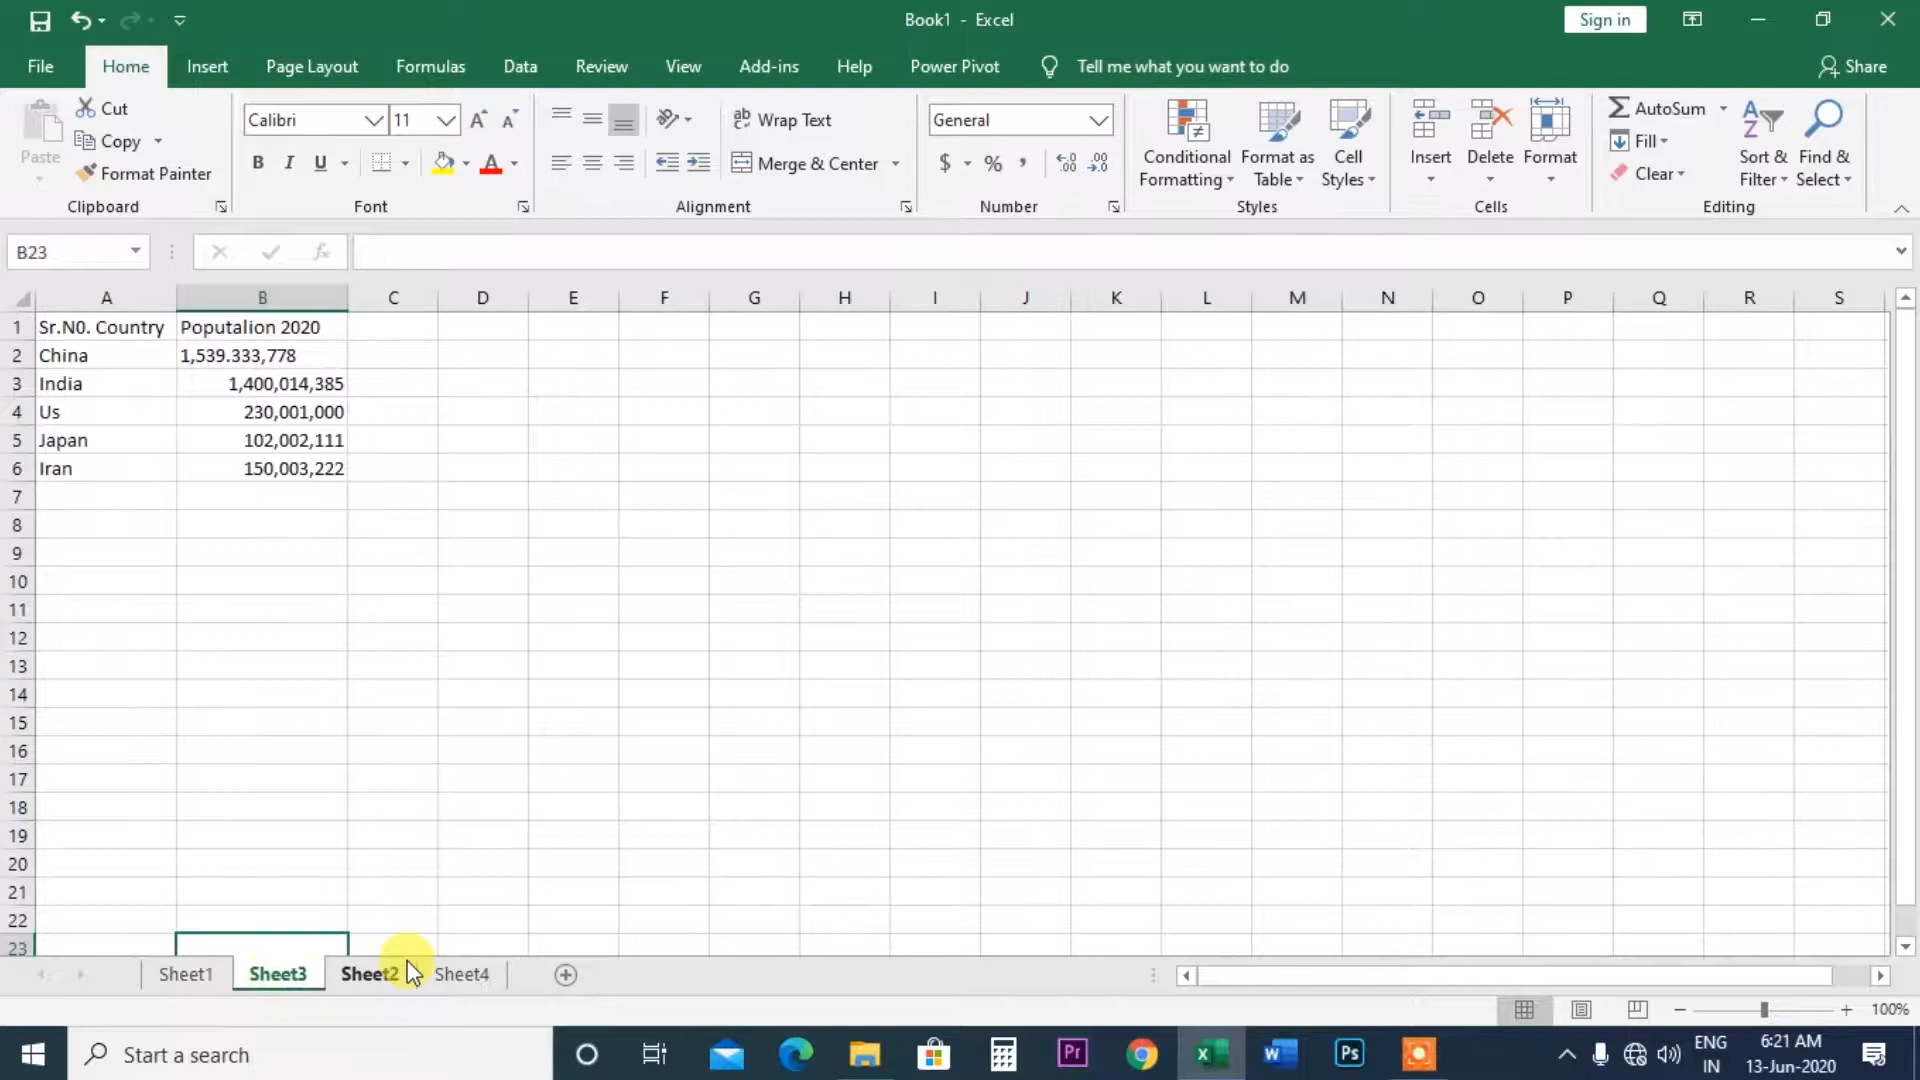 Book1 - Excel
Sign in
File Home Insert Page Layout Formulas Data Review View Add-ins Help Power Pivot Tell me what you want to do Share
Paste
Cut
Copy
Format Painter
Clipboard
Calibri 11
B I U
Font
Wrap Text
Merge & Center
Alignment
General
$ % ,
Number
Conditional Formatting
Format as Table
Cell Styles
Styles
Insert Delete Format
Cells
AutoSum
Fill
Clear
Sort & Filter
Find & Select
Editing
B23
fx
A B C D E F G H I J K L M N O P Q R S
1 Sr.N0. Country Poputalion 2020
2 China 1,539.333,778
3 India 1,400,014,385
4 Us 230,001,000
5 Japan 102,002,111
6 Iran 150,003,222
7
8
9
10
11
12
13
14
15
16
17
18
19
20
21
22
23
Sheet1 Sheet3 Sheet2 Sheet4
100%
Start a search
Pr
W
Ps
ENG
IN
6:21 AM
13-Jun-2020